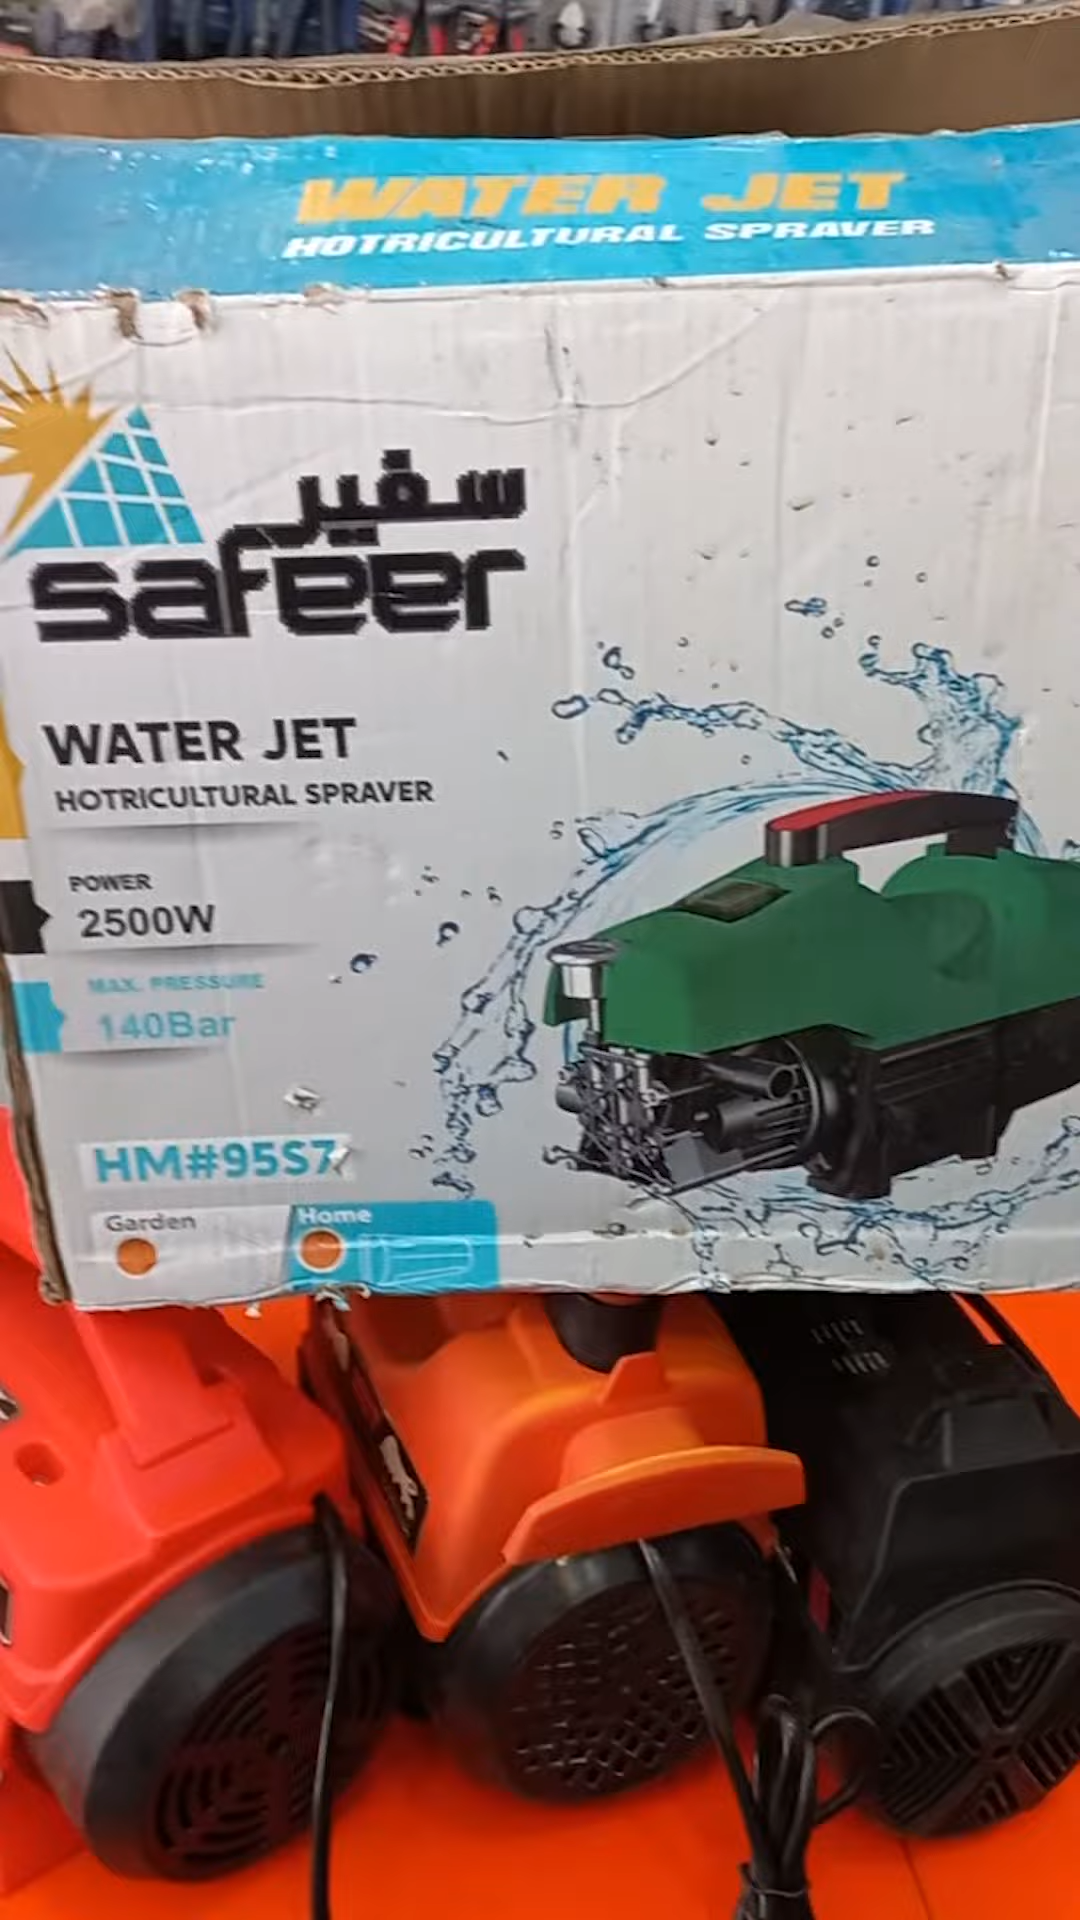 WATER JET
HOTRICULTURAL SPRAVER
سفير
safeer
WATER JET
HOTRICULTURAL SPRAVER
POWER
2500W
MAX. PRESSURE
140Bar
HM#95S7
Garden
Home